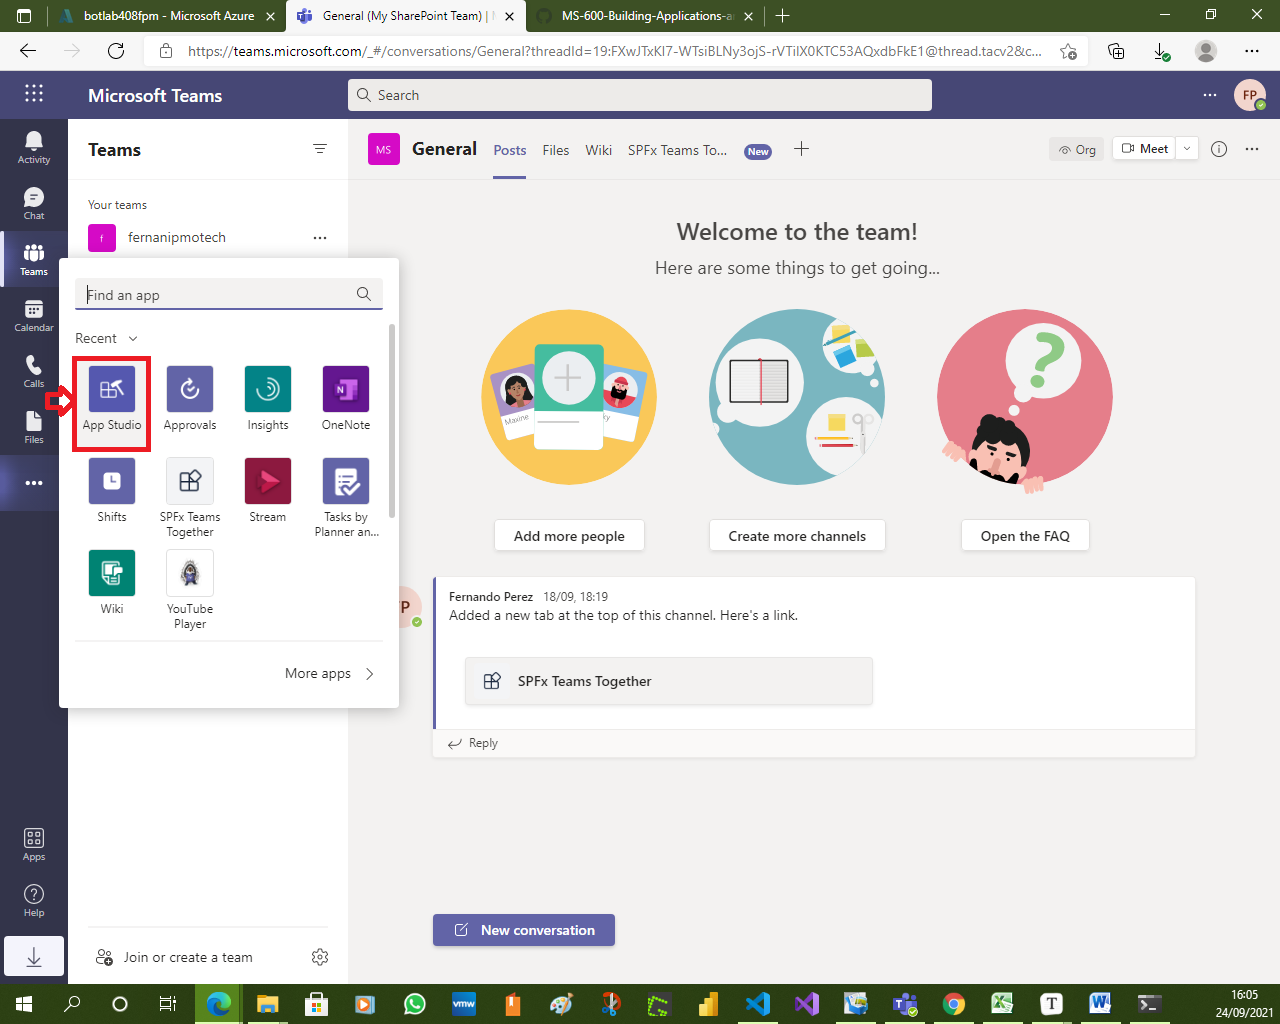 botlab408fpm - Microsoft Azure
General (My SharePoint Team) |
MS-600-Building-Applications-a
https://teams.microsoft.com/_#/conversations/General?threadId=19:FXwJTxKI7-WTsiBLNy3ojS-rVTiIX0KTC53AQxdbFkE1@thread.tacv2&c...
Microsoft Teams
Search
FP
Activity
Chat
Teams
Calendar
Calls
Files
Apps
Help
Teams
Your teams
f
fernanipmotech
MS
General
Posts
Files
Wiki
SPFx Teams To...
New
Org
Meet
Find an app
Recent
App Studio
Approvals
Insights
OneNote
Shifts
SPFx Teams
Together
Stream
Tasks by
Planner an...
Wiki
YouTube
Player
More apps
Welcome to the team!
Here are some things to get going...
Maxine
Add more people
Create more channels
Open the FAQ
P
Fernando Perez 18/09, 18:19
Added a new tab at the top of this channel. Here's a link.
SPFx Teams Together
Reply
New conversation
Join or create a team
vmw
16:05
24/09/2021